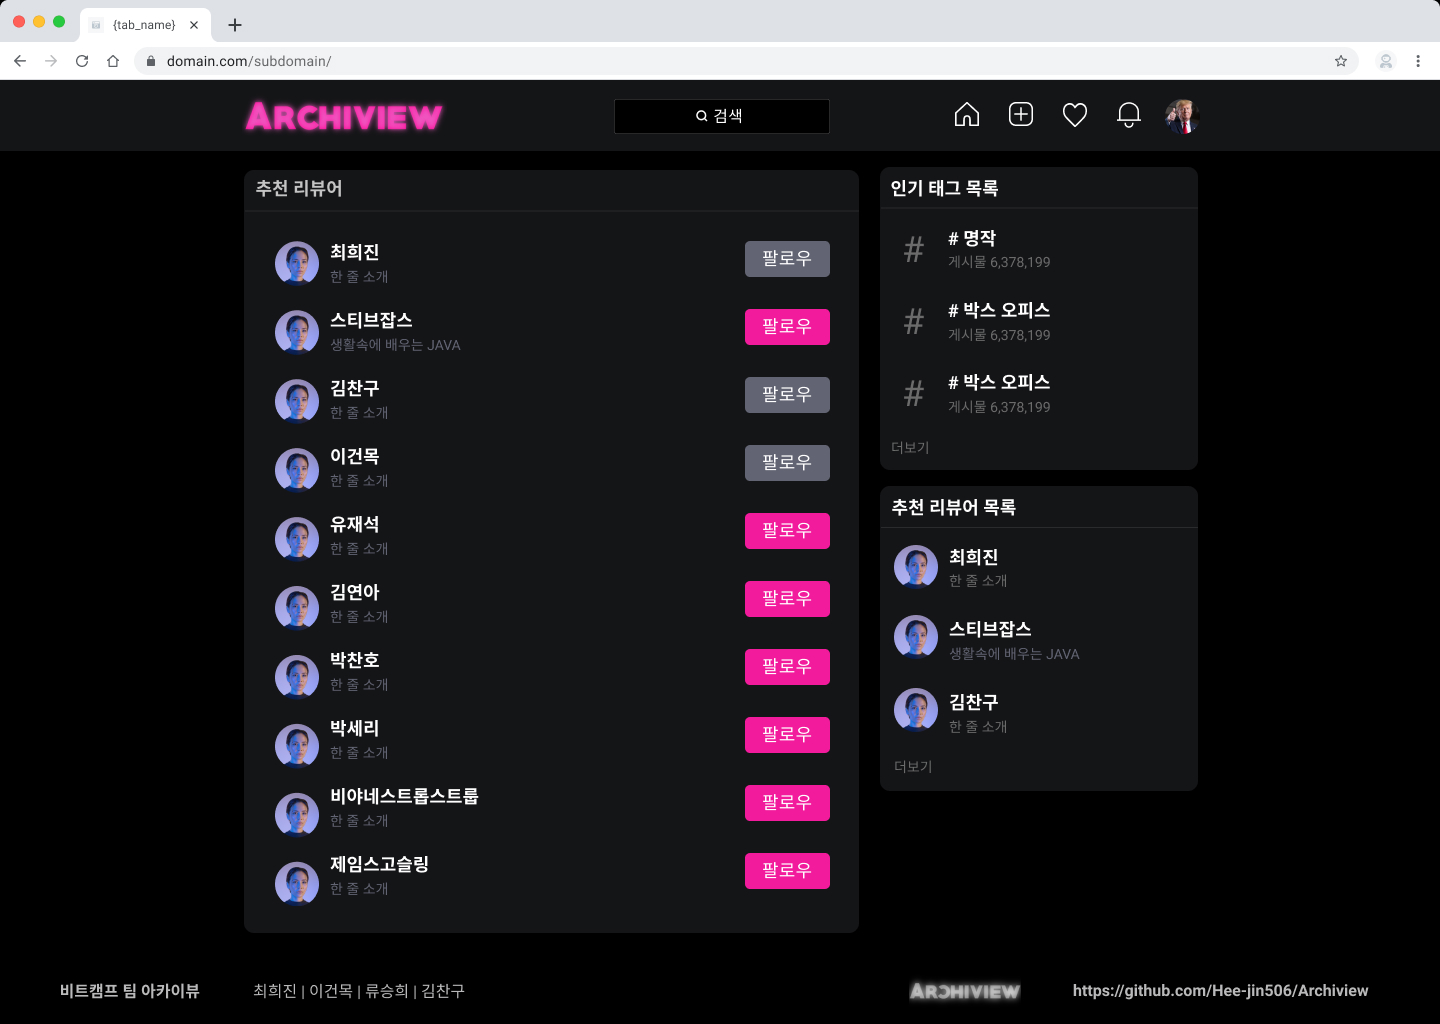 {tab_name}
domain.com/subdomain/
ARCHIVIEW
검색
추천 리뷰어
최희진
한 줄 소개
팔로우
스티브잡스
생활속에 배우는 JAVA
팔로우
김찬구
한 줄 소개
팔로우
이건목
한 줄 소개
팔로우
유재석
한 줄 소개
팔로우
김연아
한 줄 소개
팔로우
박찬호
한 줄 소개
팔로우
박세리
한 줄 소개
팔로우
비야네스트롭스트룹
한 줄 소개
팔로우
제임스고슬링
한 줄 소개
팔로우
인기 태그 목록
#
# 명작
게시물 6,378,199
#
# 박스 오피스
게시물 6,378,199
#
# 박스 오피스
게시물 6,378,199
더보기
추천 리뷰어 목록
최희진
한 줄 소개
스티브잡스
생활속에 배우는 JAVA
김찬구
한 줄 소개
더보기
비트캠프 팀 아카이뷰
최희진 | 이건목 | 류승희 | 김찬구
ARCHIVIEW
https://github.com/Hee-jin506/Archiview